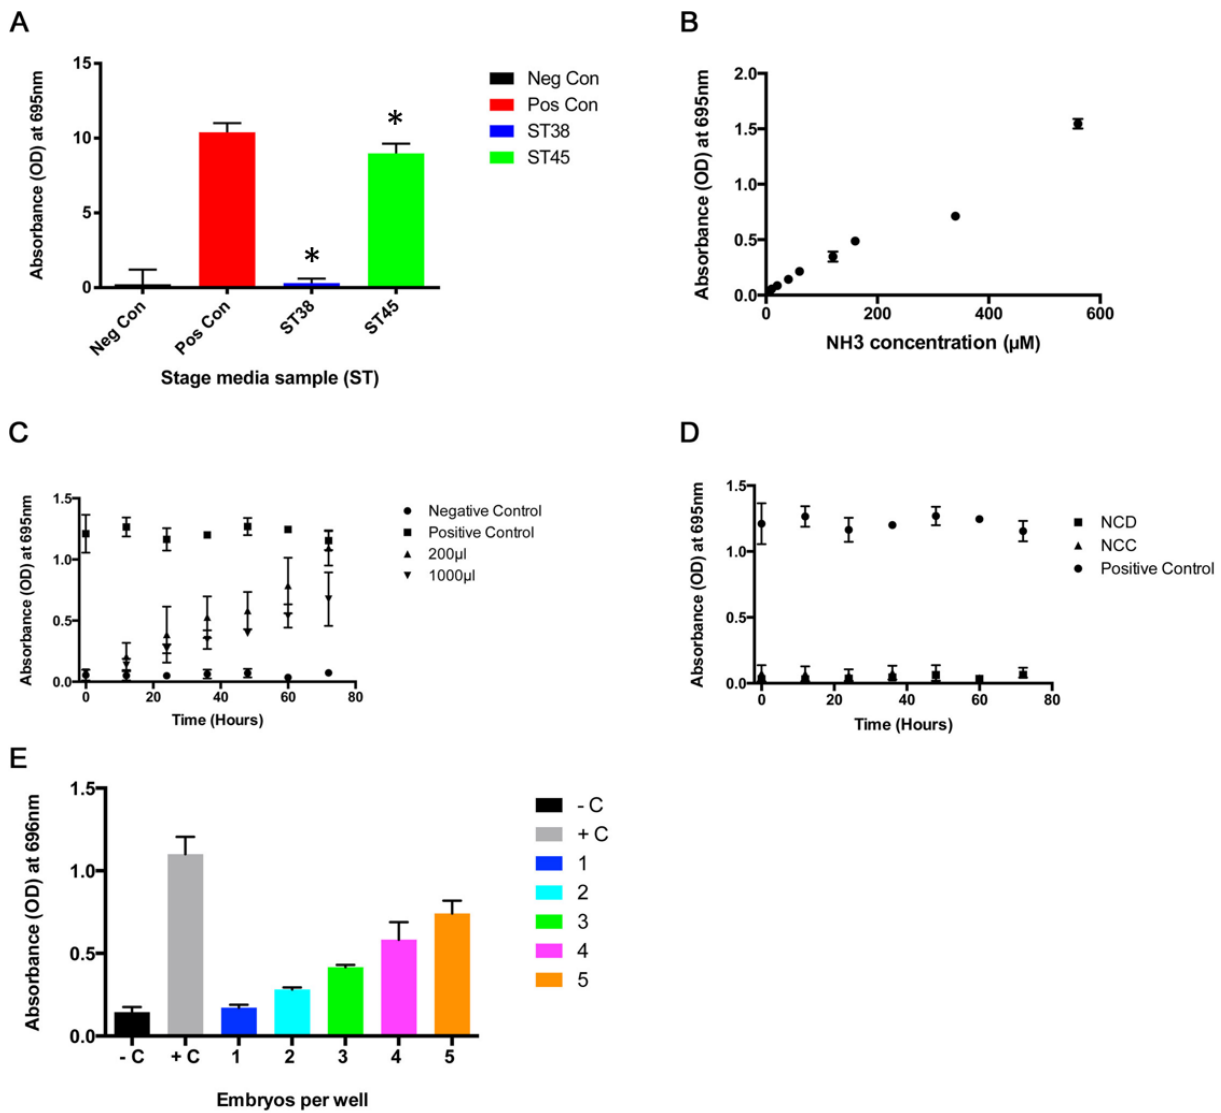 A
Absorbance (OD) at 695nm
15
10
5
0
Neg Con
Pos Con
ST38
ST45
*
*
Stage media sample (ST)
Neg Con
Pos Con
ST38
ST45
B
Absorbance (OD) at 695nm
2.0
1.5
1.0
0.5
0.0
0 200 400 600
NH3 concentration (µM)
C
Absorbance (OD) at 695nm
1.5
1.0
0.5
0.0
0 20 40 60 80
Time (Hours)
Negative Control
Positive Control
200µl
1000µl
D
Absorbance (OD) at 695nm
1.5
1.0
0.5
0.0
0 20 40 60 80
Time (Hours)
NCD
NCC
Positive Control
E
Absorbance (OD) at 696nm
1.5
1.0
0.5
0.0
- C + C 1 2 3 4 5
Embryos per well
- C
+ C
1
2
3
4
5